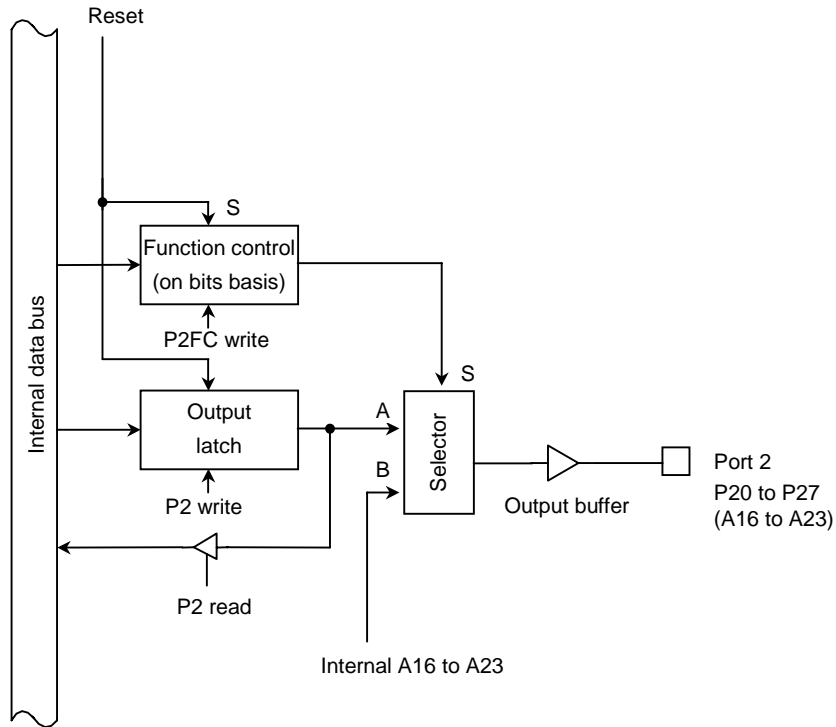 Reset
S
Function control
(on bits basis)
P2FC write
Internal data bus
S
Output
latch
A
B
Selector
P2 write
Output buffer
Port 2
P20 to P27
(A16 to A23)
P2 read
Internal A16 to A23